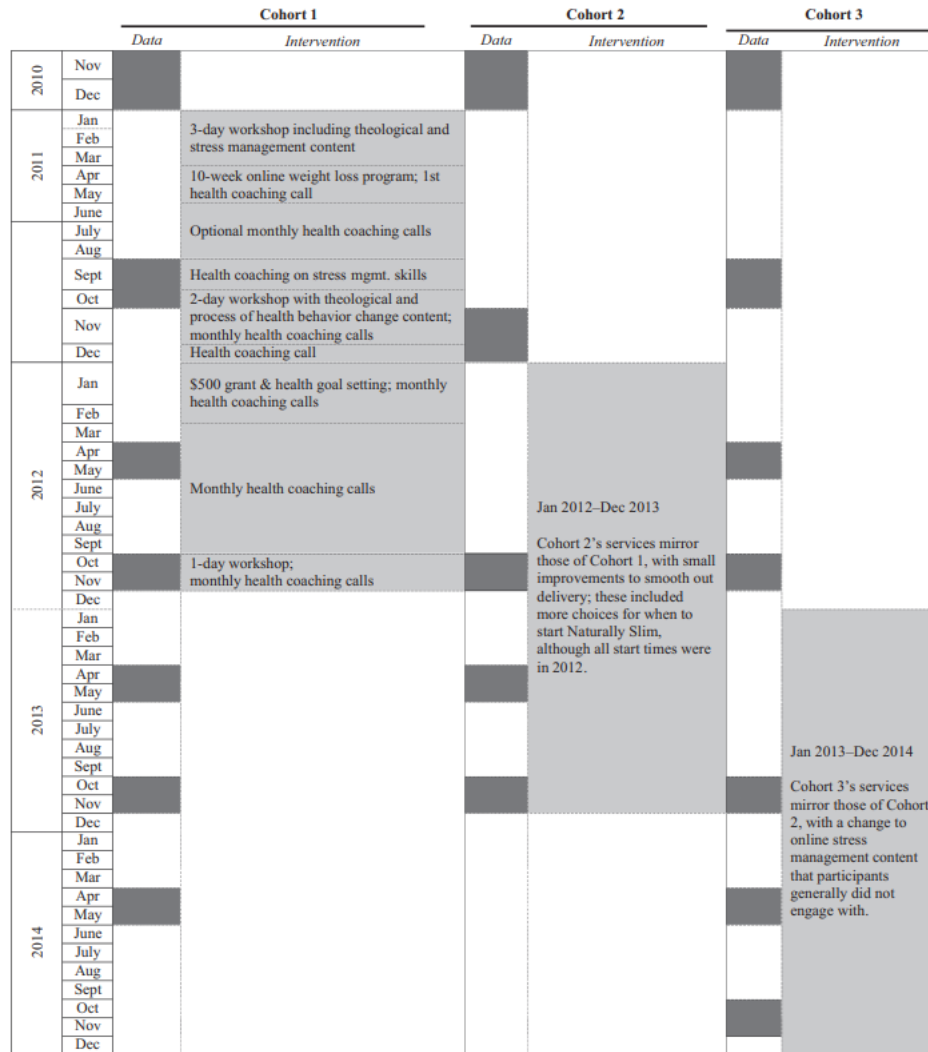 Cohort 1
Cohort 2
Cohort 3
Data
Intervention
Data
Intervention
Data
Intervention
2010
Nov
Dec
2011
Jan
Feb
Mar
Apr
May
June
July
Aug
Sept
Oct
Nov
Dec
2012
Jan
Feb
Mar
Apr
May
June
July
Aug
Sept
Oct
Nov
Dec
2013
Jan
Feb
Mar
Apr
May
June
July
Aug
Sept
Oct
Nov
Dec
2014
Jan
Feb
Mar
Apr
May
June
July
Aug
Sept
Oct
Nov
Dec
3-day workshop including theological and
stress management content
10-week online weight loss program; 1st
health coaching call
Optional monthly health coaching calls
Health coaching on stress mgmt. skills
2-day workshop with theological and
process of health behavior change content;
monthly health coaching calls
Health coaching call
$500 grant & health goal setting; monthly
health coaching calls
Monthly health coaching calls
1-day workshop;
monthly health coaching calls
Jan 2012–Dec 2013
Cohort 2’s services mirror
those of Cohort 1, with small
improvements to smooth out
delivery; these included
more choices for when to
start Naturally Slim,
although all start times were
in 2012.
Jan 2013–Dec 2014
Cohort 3’s services
mirror those of Cohort
2, with a change to
online stress
management content
that participants
generally did not
engage with.